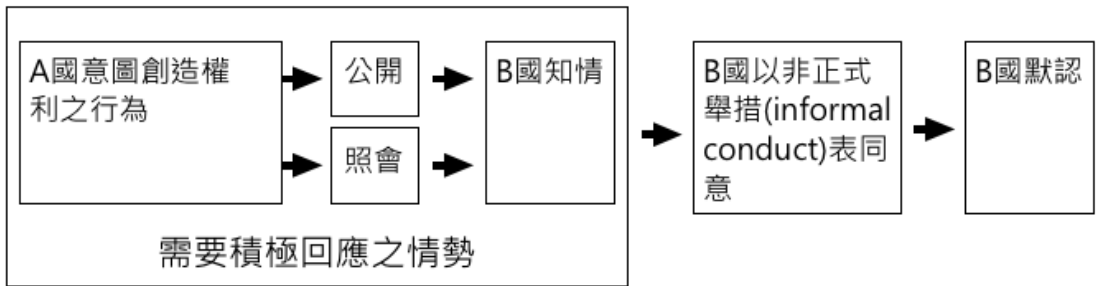 A國意圖創造權
利之行為
公開
照會
B國知情
需要積極回應之情勢
B國以非正式
舉措(informal
conduct)表同
意
B國默認